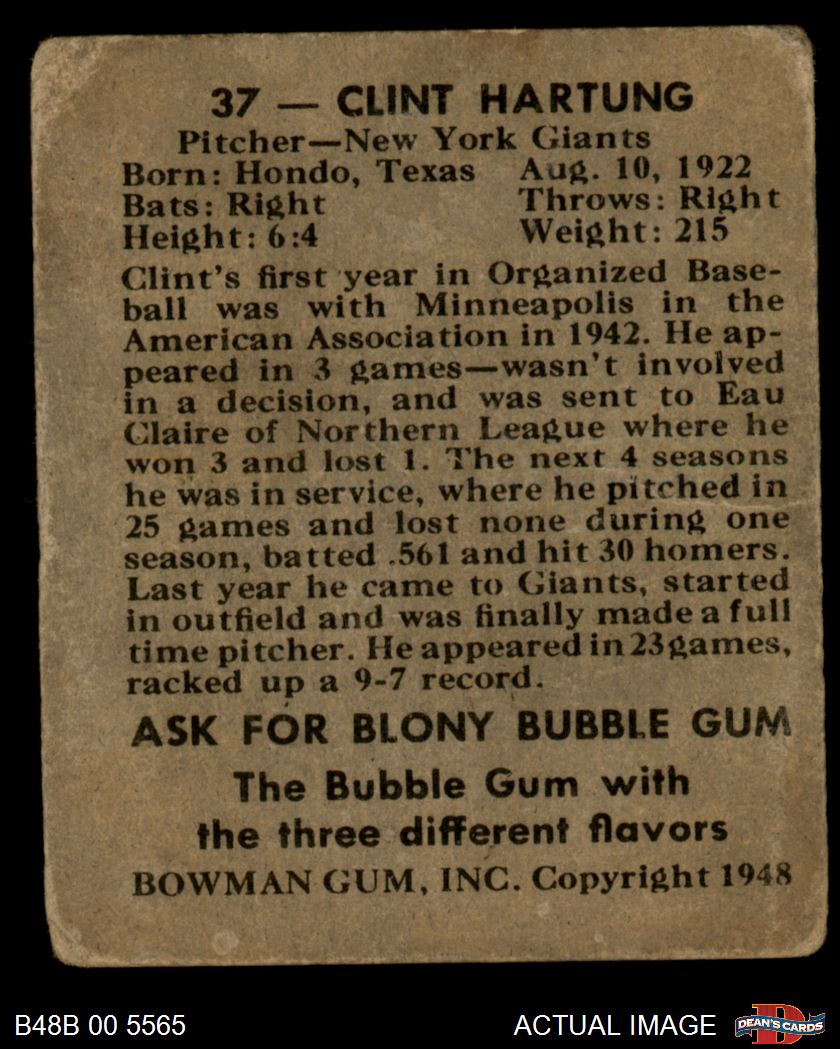 37 — CLINT HARTUNG
Pitcher—New York Giants
Born: Hondo, Texas Aug. 10, 1922
Bats: Right Throws: Right
Height: 6:4 Weight: 215
Clint's first year in Organized Base-
ball was with Minneapolis in the
American Association in 1942. He ap-
peared in 3 games—wasn't involved
in a decision, and was sent to Eau
Claire of Northern League where he
won 3 and lost 1. The next 4 seasons
he was in service, where he pitched in
25 games and lost none during one
season, batted .561 and hit 30 homers.
Last year he came to Giants, started
in outfield and was finally made a full
time pitcher. He appeared in 23 games,
racked up a 9-7 record.
ASK FOR BLONY BUBBLE GUM
The Bubble Gum with
the three different flavors
BOWMAN GUM, INC. Copyright 1948
B48B 00 5565 ACTUAL IMAGE D DEAN'S CARDS